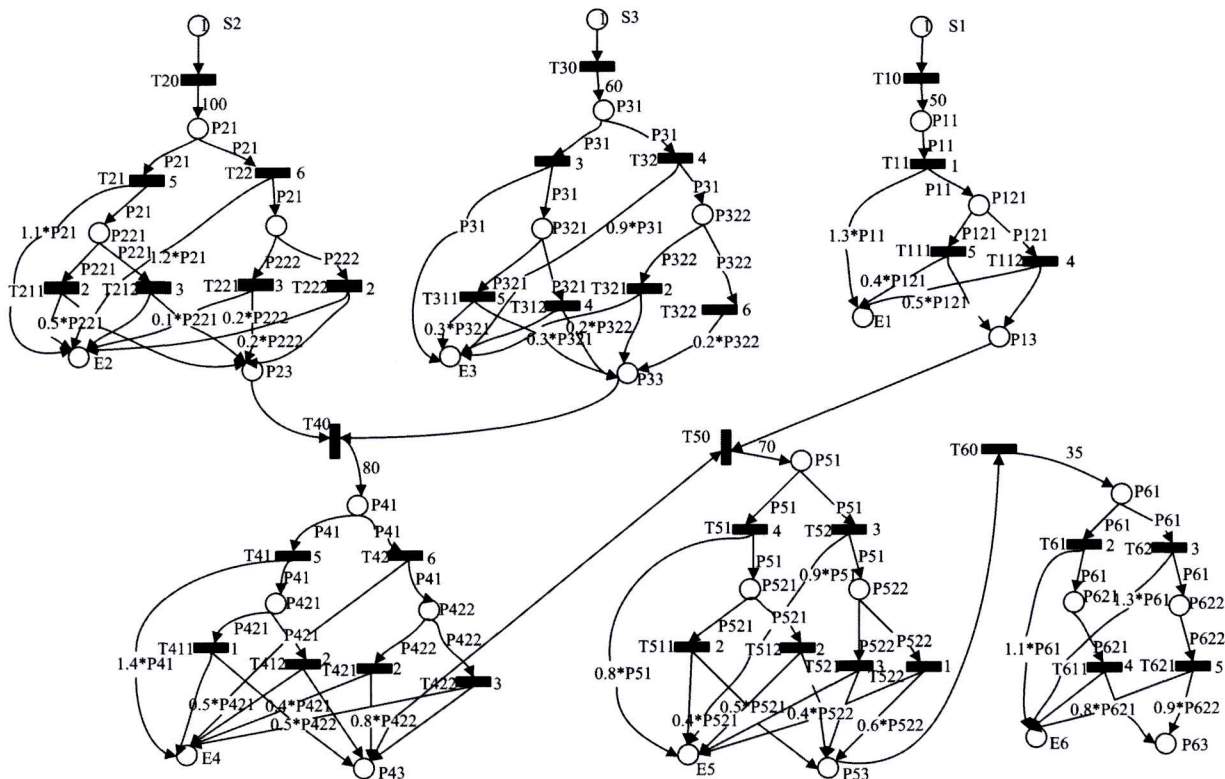 1 S2
T20
100
P21
P21 P21
T21 5
T22 6
P21
P21
1.1*P21
P221
P221 P221
1.2*P21
P222 P222
T211 2
T212 3
T221 3
T222 2
0.5*P221
0.1*P221
0.2*P222
0.2*P222
E2
P23
1 S3
T30
60
P31
P31 P31
3
T32 4
P31
P31
P31
P321
0.9*P31
P322
P321
P321
P322
P322
T311 5
T312 4
T321 2
T322 6
0.3*P321
0.3*P321
0.2*P322
0.2*P322
E3
P33
1 S1
T10
50
P11
P11
T11 1
P11
P121
1.3*P11
P121 P121
T111 5
T112 4
0.4*P121
0.5*P121
E1
P13
T40
80
P41
P41 P41
T41 5
T42 6
P41
P41
P421
P422
P421
P421
P422
P422
T411 1
T412 2
T421 2
T422 3
1.4*P41
0.5*P421
0.4*P421
0.5*P422
0.8*P422
E4
P43
T50
70
P51
P51 P51
T51 4
T52 3
P51
P51
0.9*P51
P521
P522
P521
P521
P522
P522
T511 2
T512 2
T521 3
T522 1
0.8*P51
0.4*P521
0.5*P521
0.4*P522
0.6*P522
E5
P53
T60
35
P61
P61 P61
T61 2
T62 3
P61
P61
P621
1.3*P61
P622
1.1*P61
P621
P622
T611 4
T621 5
0.8*P621
0.9*P622
E6
P63